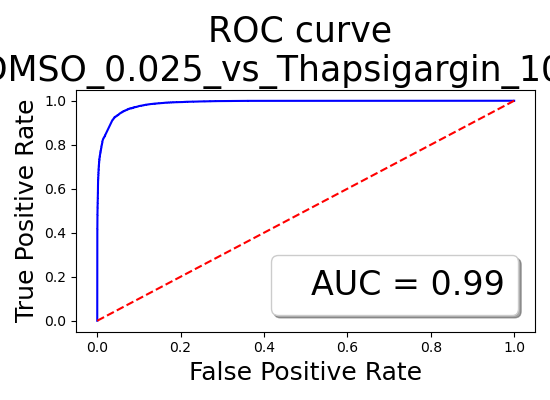 ROC curve
DMSO_0.025_vs_Thapsigargin_10
True Positive Rate
1.0
0.8
0.6
0.4
0.2
0.0
AUC = 0.99
0.0 0.2 0.4 0.6 0.8 1.0
False Positive Rate